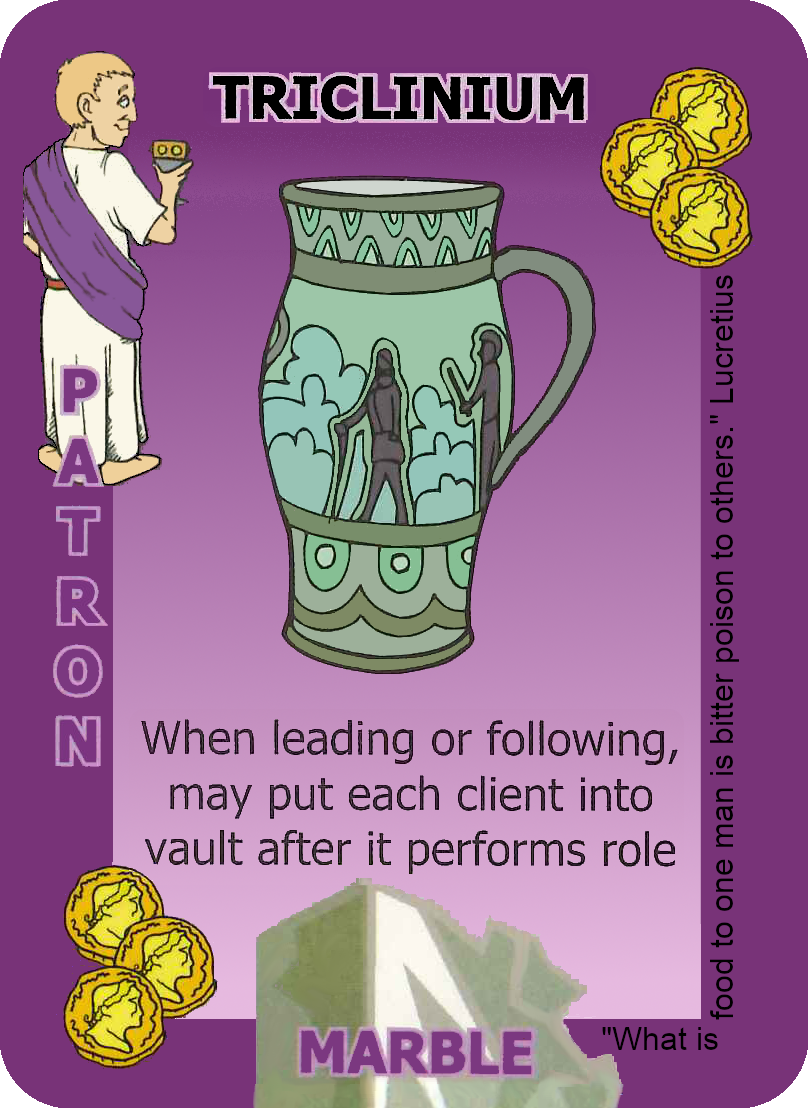 TRICLINIUM
PATRON
When leading or following,
may put each client into
vault after it performs role
MARBLE
"What is
food to one man is bitter poison to others." Lucretius